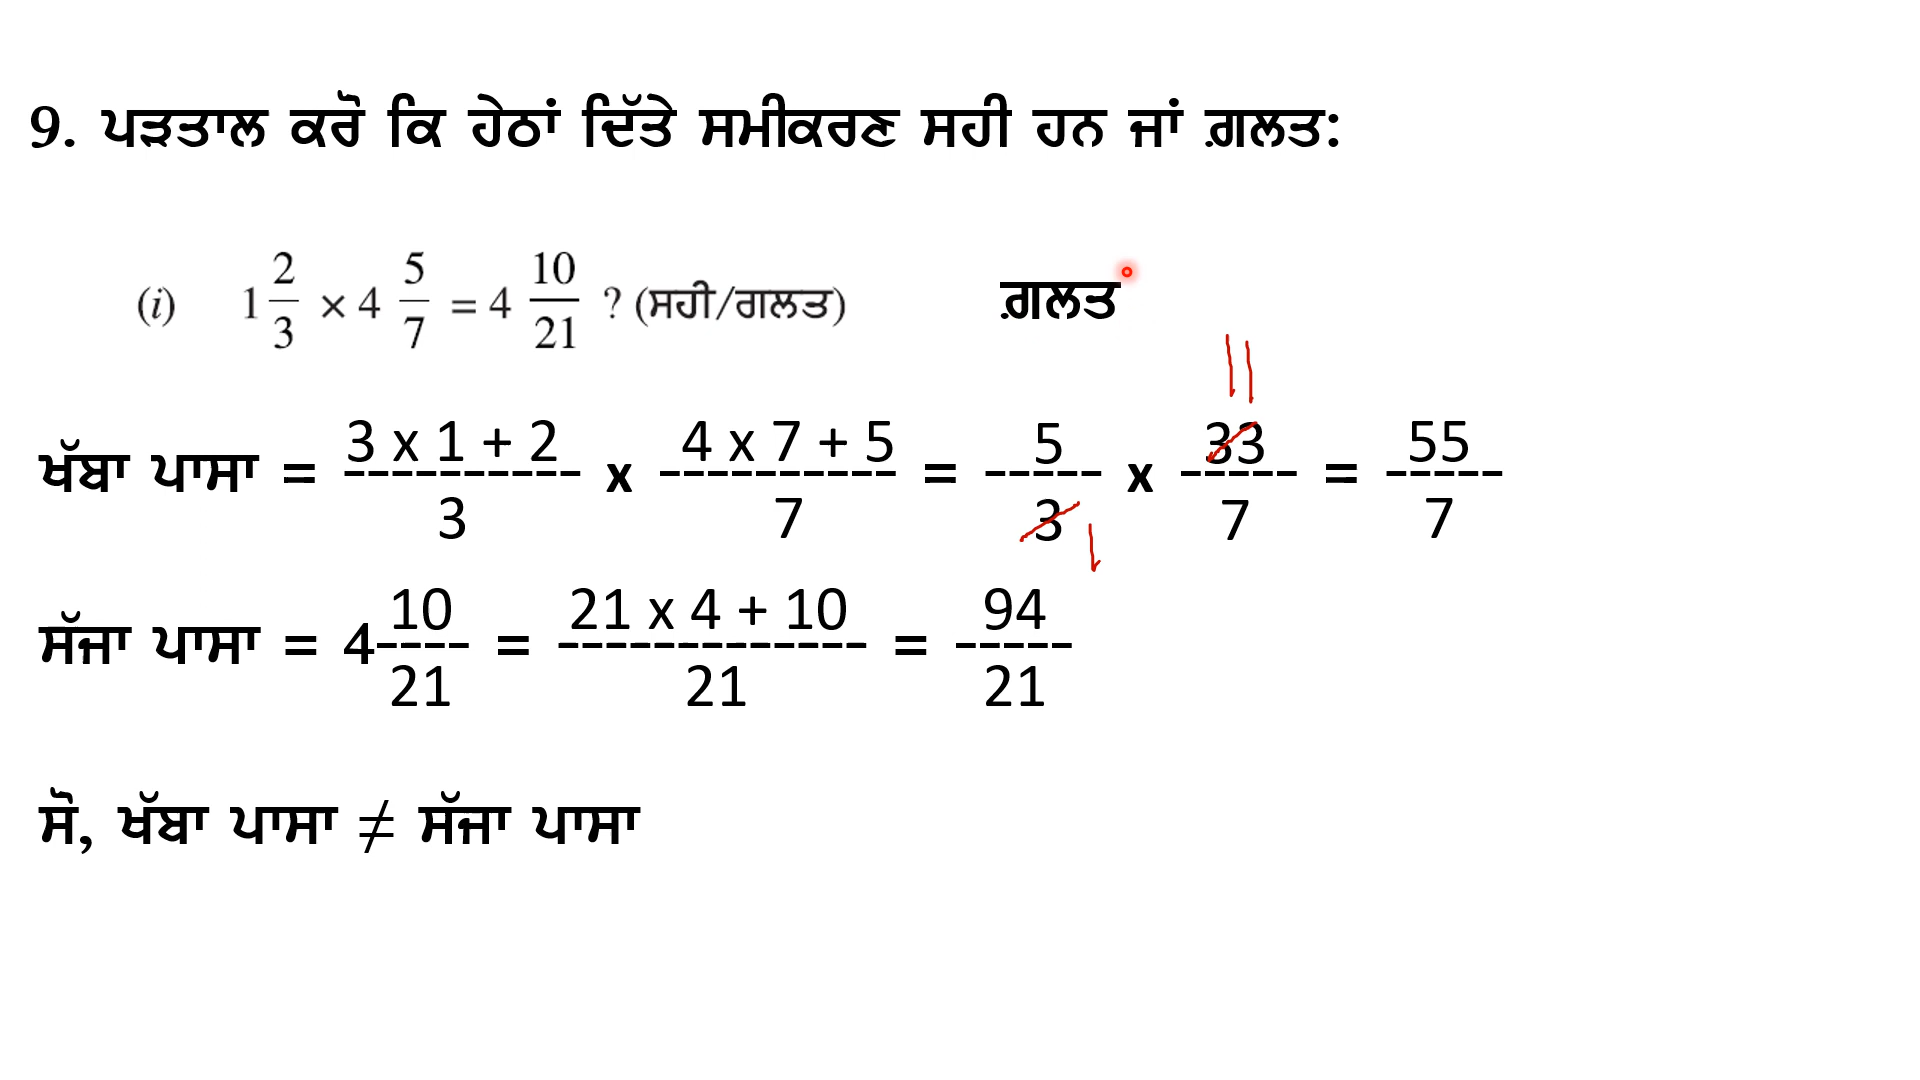 9. ਪੜਤਾਲ ਕਰੋ ਕਿ ਹੇਠਾਂ ਦਿੱਤੇ ਸਮੀਕਰਣ ਸਹੀ ਹਨ ਜਾਂ ਗ਼ਲਤ:
(i) 1 2/3 × 4 5/7 = 4 10/21 ? (ਸਹੀ/ਗਲਤ) ਗ਼ਲਤ
11
ਖੱਬਾ ਪਾਸਾ = (3 x 1 + 2)/3 x (4 x 7 + 5)/7 = 5/3 x 33/7 = 55/7
1
ਸੱਜਾ ਪਾਸਾ = 4 10/21 = (21 x 4 + 10)/21 = 94/21
ਸੋ, ਖੱਬਾ ਪਾਸਾ ≠ ਸੱਜਾ ਪਾਸਾ